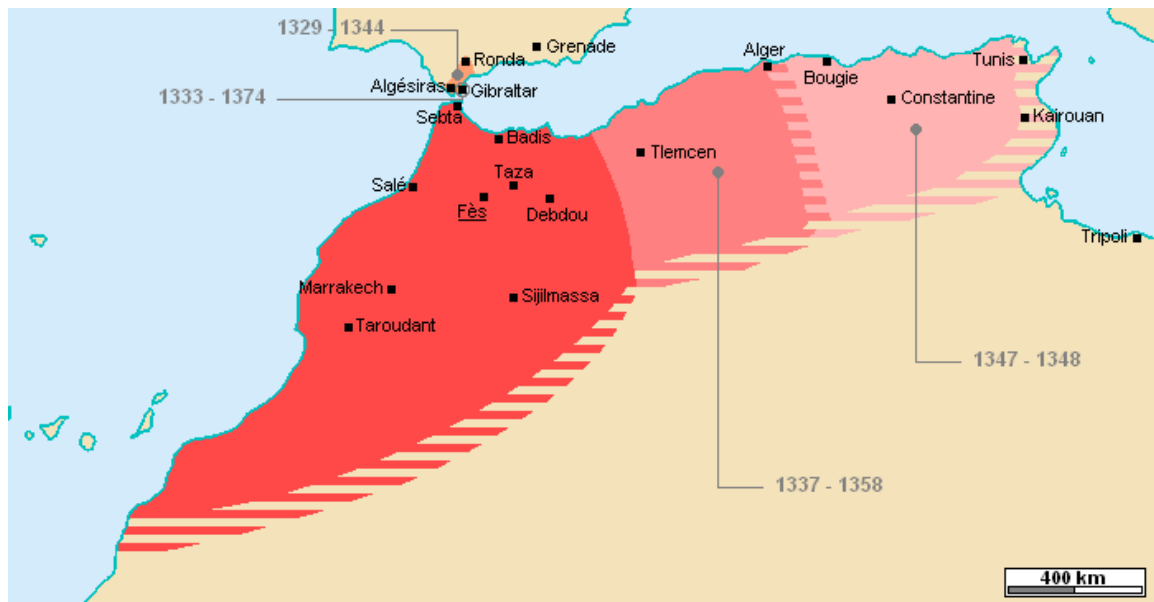 1329 - 1344
Grenade
Ronda
Alger
Tunis
Bougie
Algésiras
Gibraltar
1333 - 1374
Constantine
Sebta
Kairouan
Badis
Tlemcen
Taza
Salé
Fès
Debdou
Tripoli
Marrakech
Sijilmassa
Taroudant
1347 - 1348
1337 - 1358
400 km